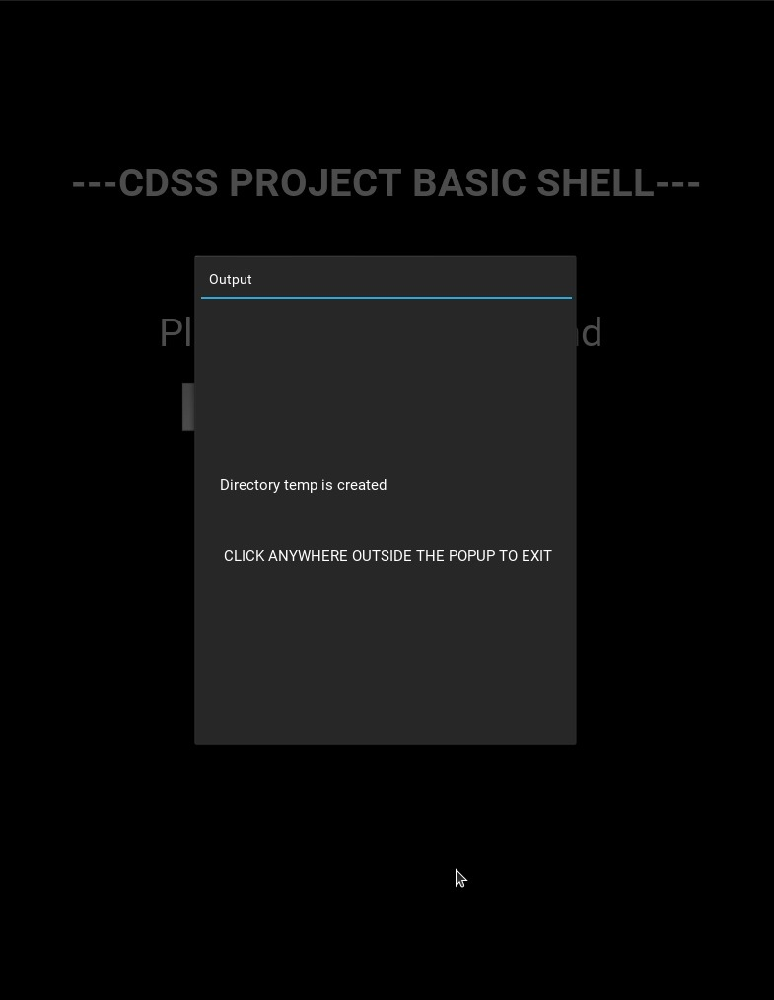 ---CDSS PROJECT BASIC SHELL---
Output
Directory temp is created
CLICK ANYWHERE OUTSIDE THE POPUP TO EXIT